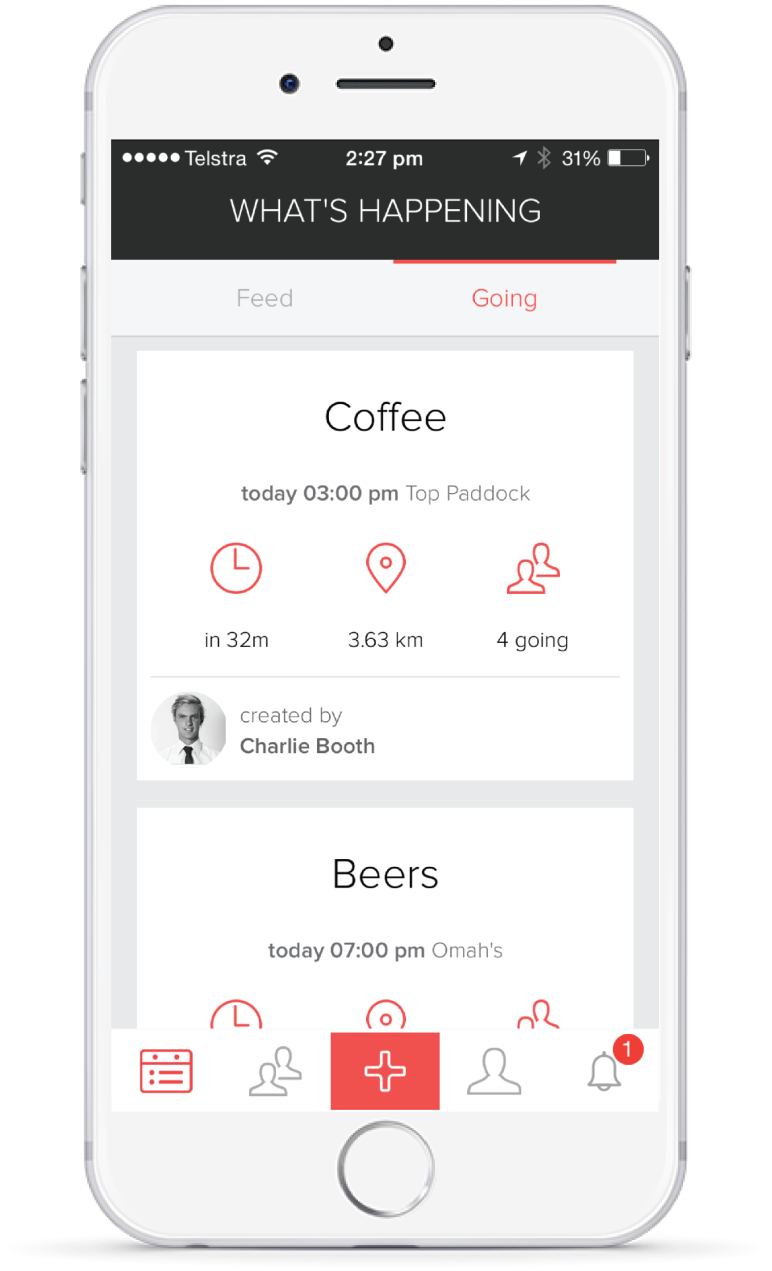 Telstra 2:27 pm 31%
WHAT'S HAPPENING
Feed Going
Coffee
today 03:00 pm Top Paddock
in 32m 3.63 km 4 going
created by
Charlie Booth
Beers
today 07:00 pm Omah's
1